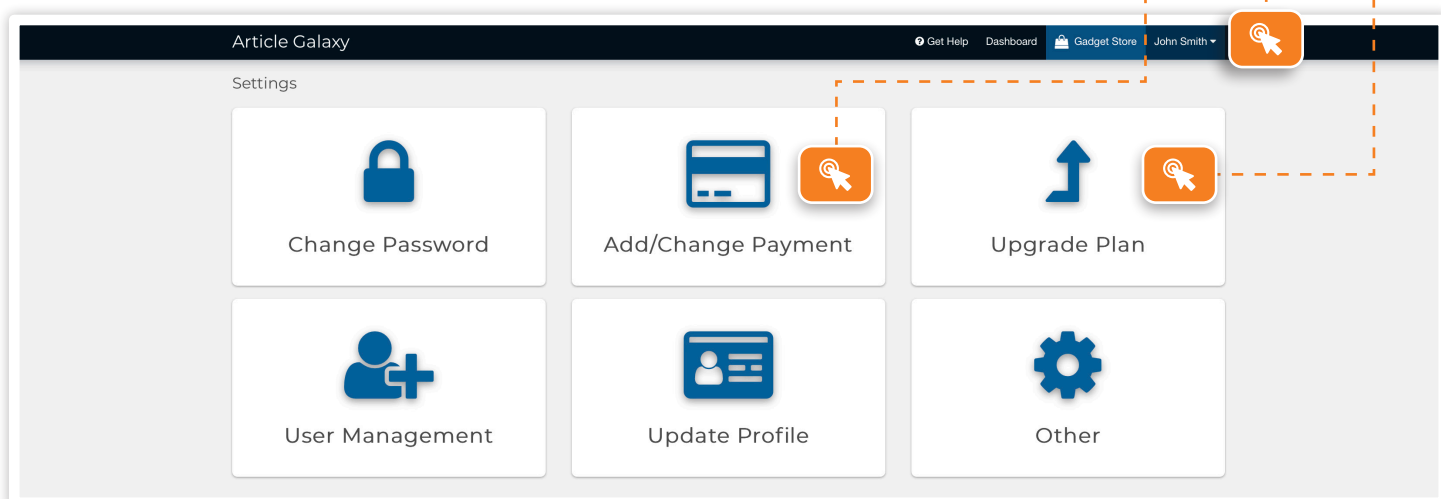 Article Galaxy
Get Help Dashboard Gadget Store John Smith
Settings
Change Password Add/Change Payment Upgrade Plan
User Management Update Profile Other